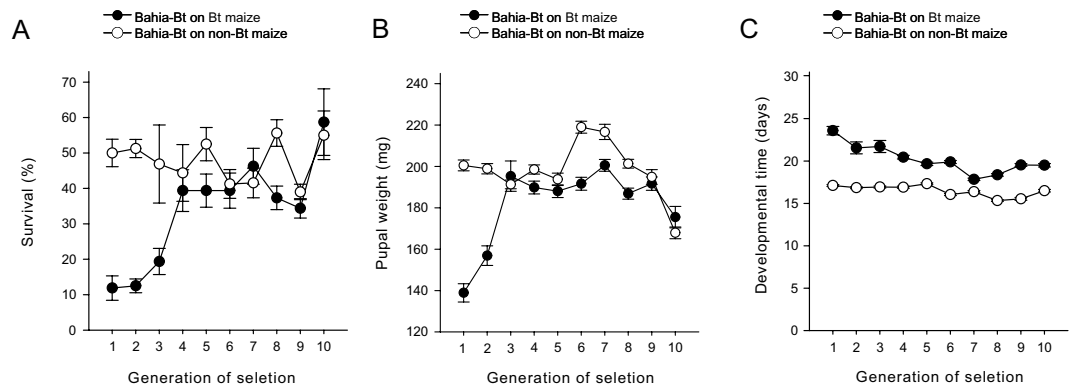 A
Bahia-Bt on Bt maize
Bahia-Bt on non-Bt maize
Survival (%)
70
60
50
40
30
20
10
0
1 2 3 4 5 6 7 8 9 10
Generation of seletion
B
Bahia-Bt on Bt maize
Bahia-Bt on non-Bt maize
Pupal weight (mg)
240
220
200
180
160
140
120
1 2 3 4 5 6 7 8 9 10
Generation of seletion
C
Bahia-Bt on Bt maize
Bahia-Bt on non-Bt maize
Developmental time (days)
30
25
20
15
10
5
0
1 2 3 4 5 6 7 8 9 10
Generation of seletion